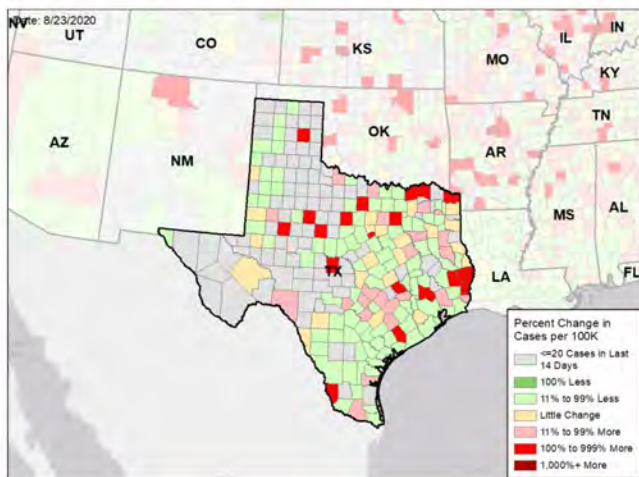 Date: 8/23/2020
NV
UT
CO
KS
MO
IL
IN
KY
TN
AZ
NM
OK
AR
MS
AL
TX
LA
FL
Percent Change in
Cases per 100K
<=20 Cases in Last
14 Days
100% Less
11% to 99% Less
Little Change
11% to 99% More
100% to 999% More
1,000%+ More